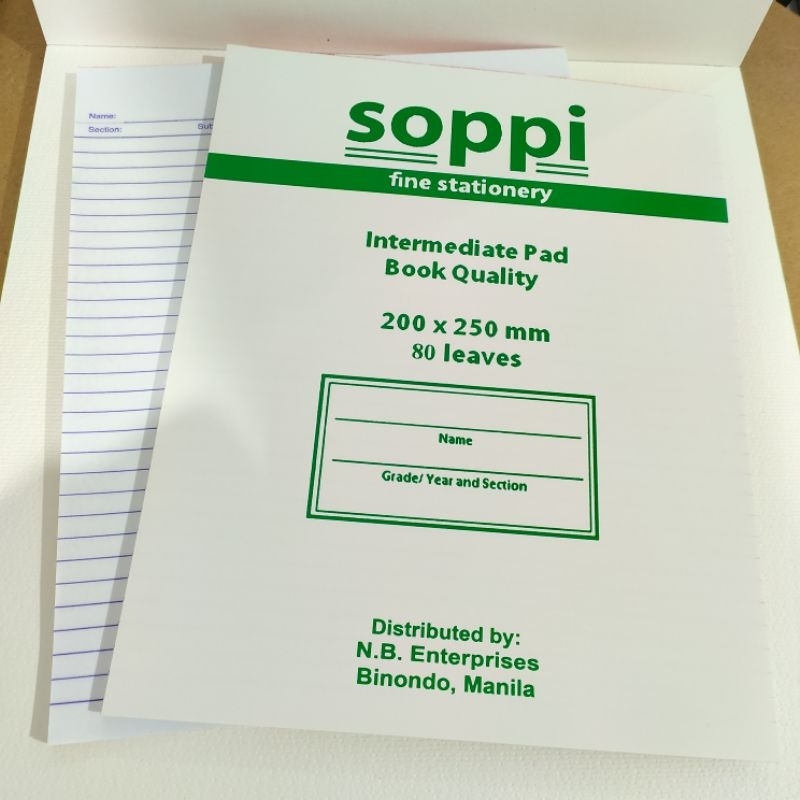 Name:
Section:
soppi
fine stationery
Intermediate Pad
Book Quality
200 x 250 mm
80 leaves
Name
Grade/ Year and Section
Distributed by:
N.B. Enterprises
Binondo, Manila